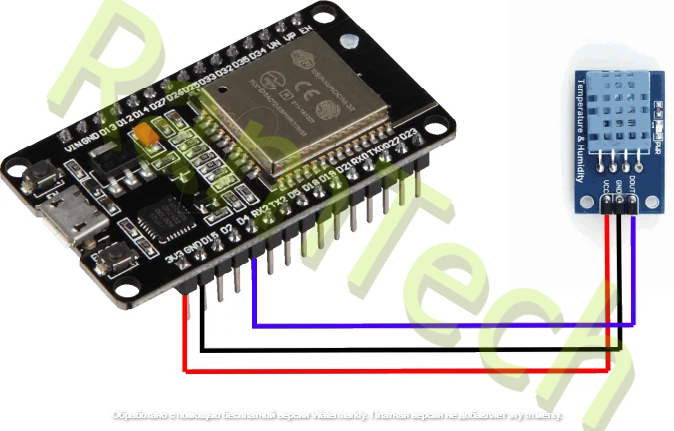 VIN GND D13 D12 D14 D27 D26 D25 D33 D32 D35 D34 VN VP EN
3V3 GND D15 D2 D4 RX2 TX2 D5 D18 D19 D21 RX0 TX0 D22 D23
EN
ESP-WROOM-32
CE
Temperature & Humidity
PWR
VCC GND DOUT
Обработано с помощью бесплатной версии Watermarkly. Платная версия не добавляет эту отметку.